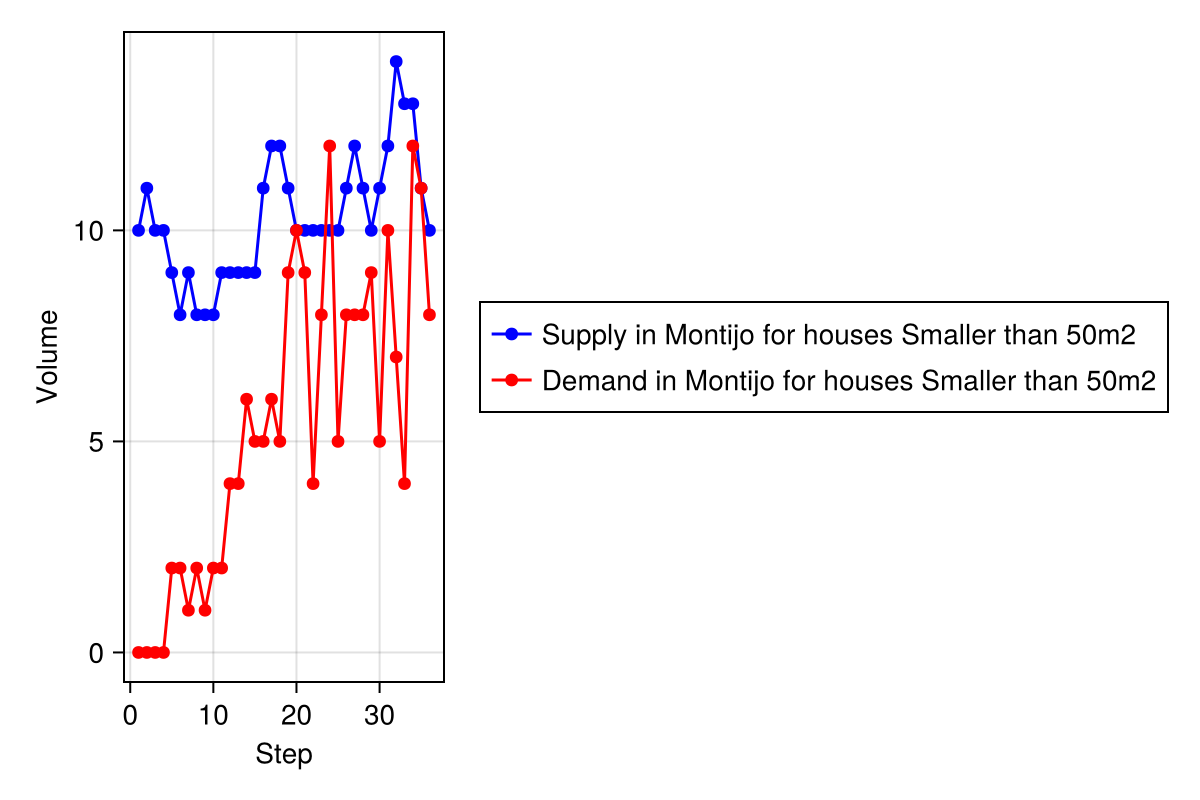 Volume
10
5
0
0 10 20 30
Step
Supply in Montijo for houses Smaller than 50m2
Demand in Montijo for houses Smaller than 50m2